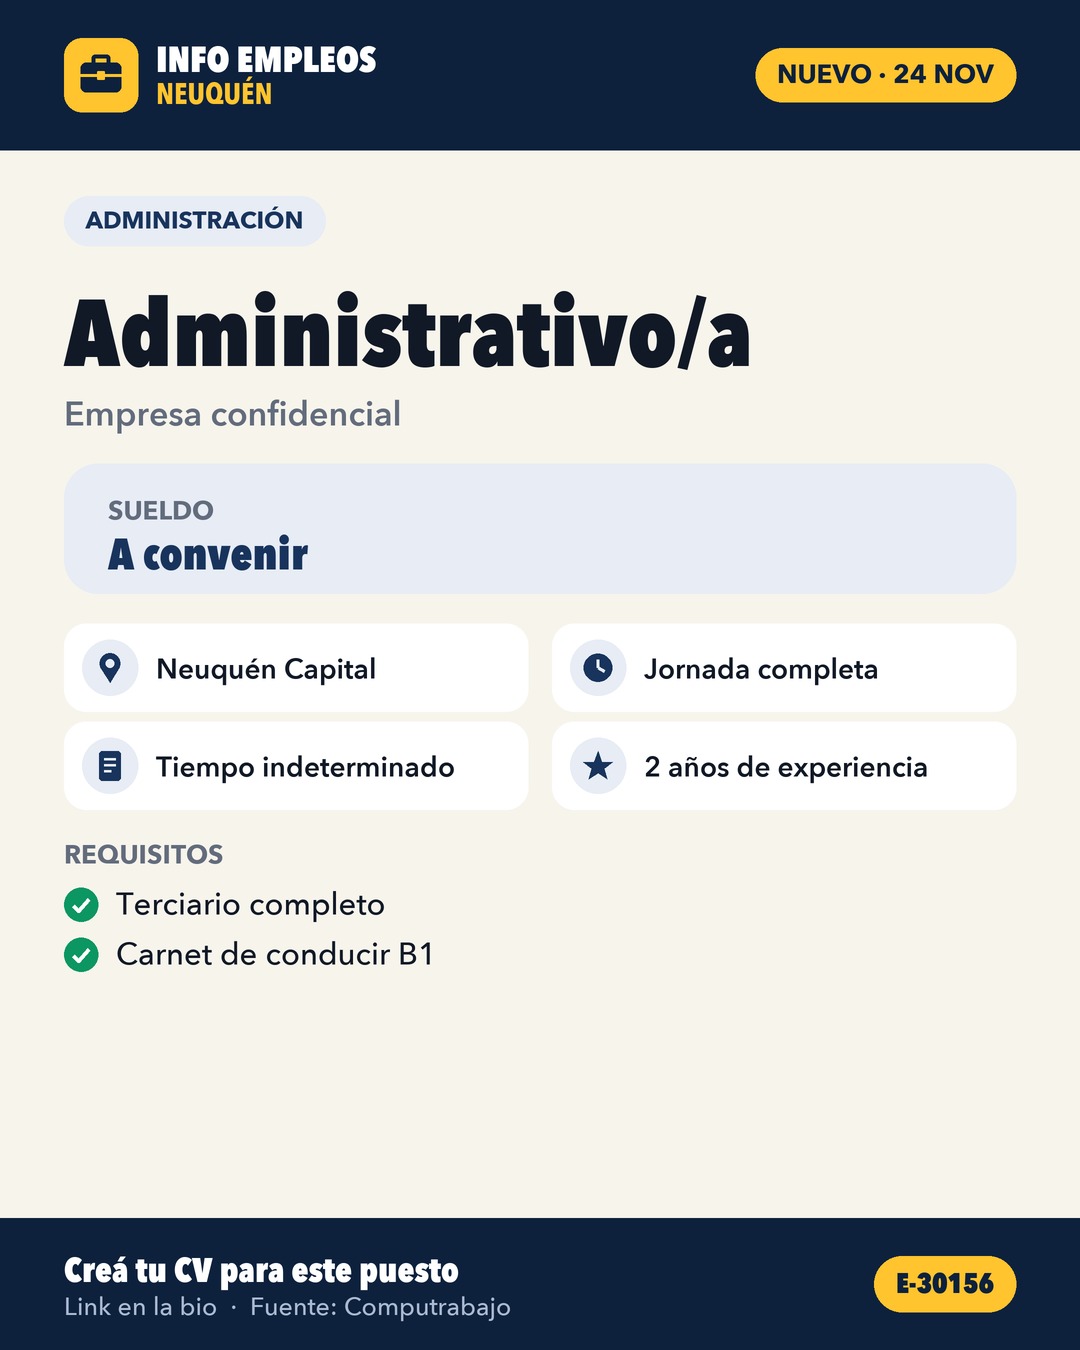 INFO EMPLEOS
NEUQUÉN
NUEVO · 24 NOV
ADMINISTRACIÓN
Administrativo/a
Empresa confidencial
SUELDO
A convenir
Neuquén Capital
Jornada completa
Tiempo indeterminado
2 años de experiencia
REQUISITOS
Terciario completo
Carnet de conducir B1
Creá tu CV para este puesto
Link en la bio · Fuente: Computrabajo
E-30156